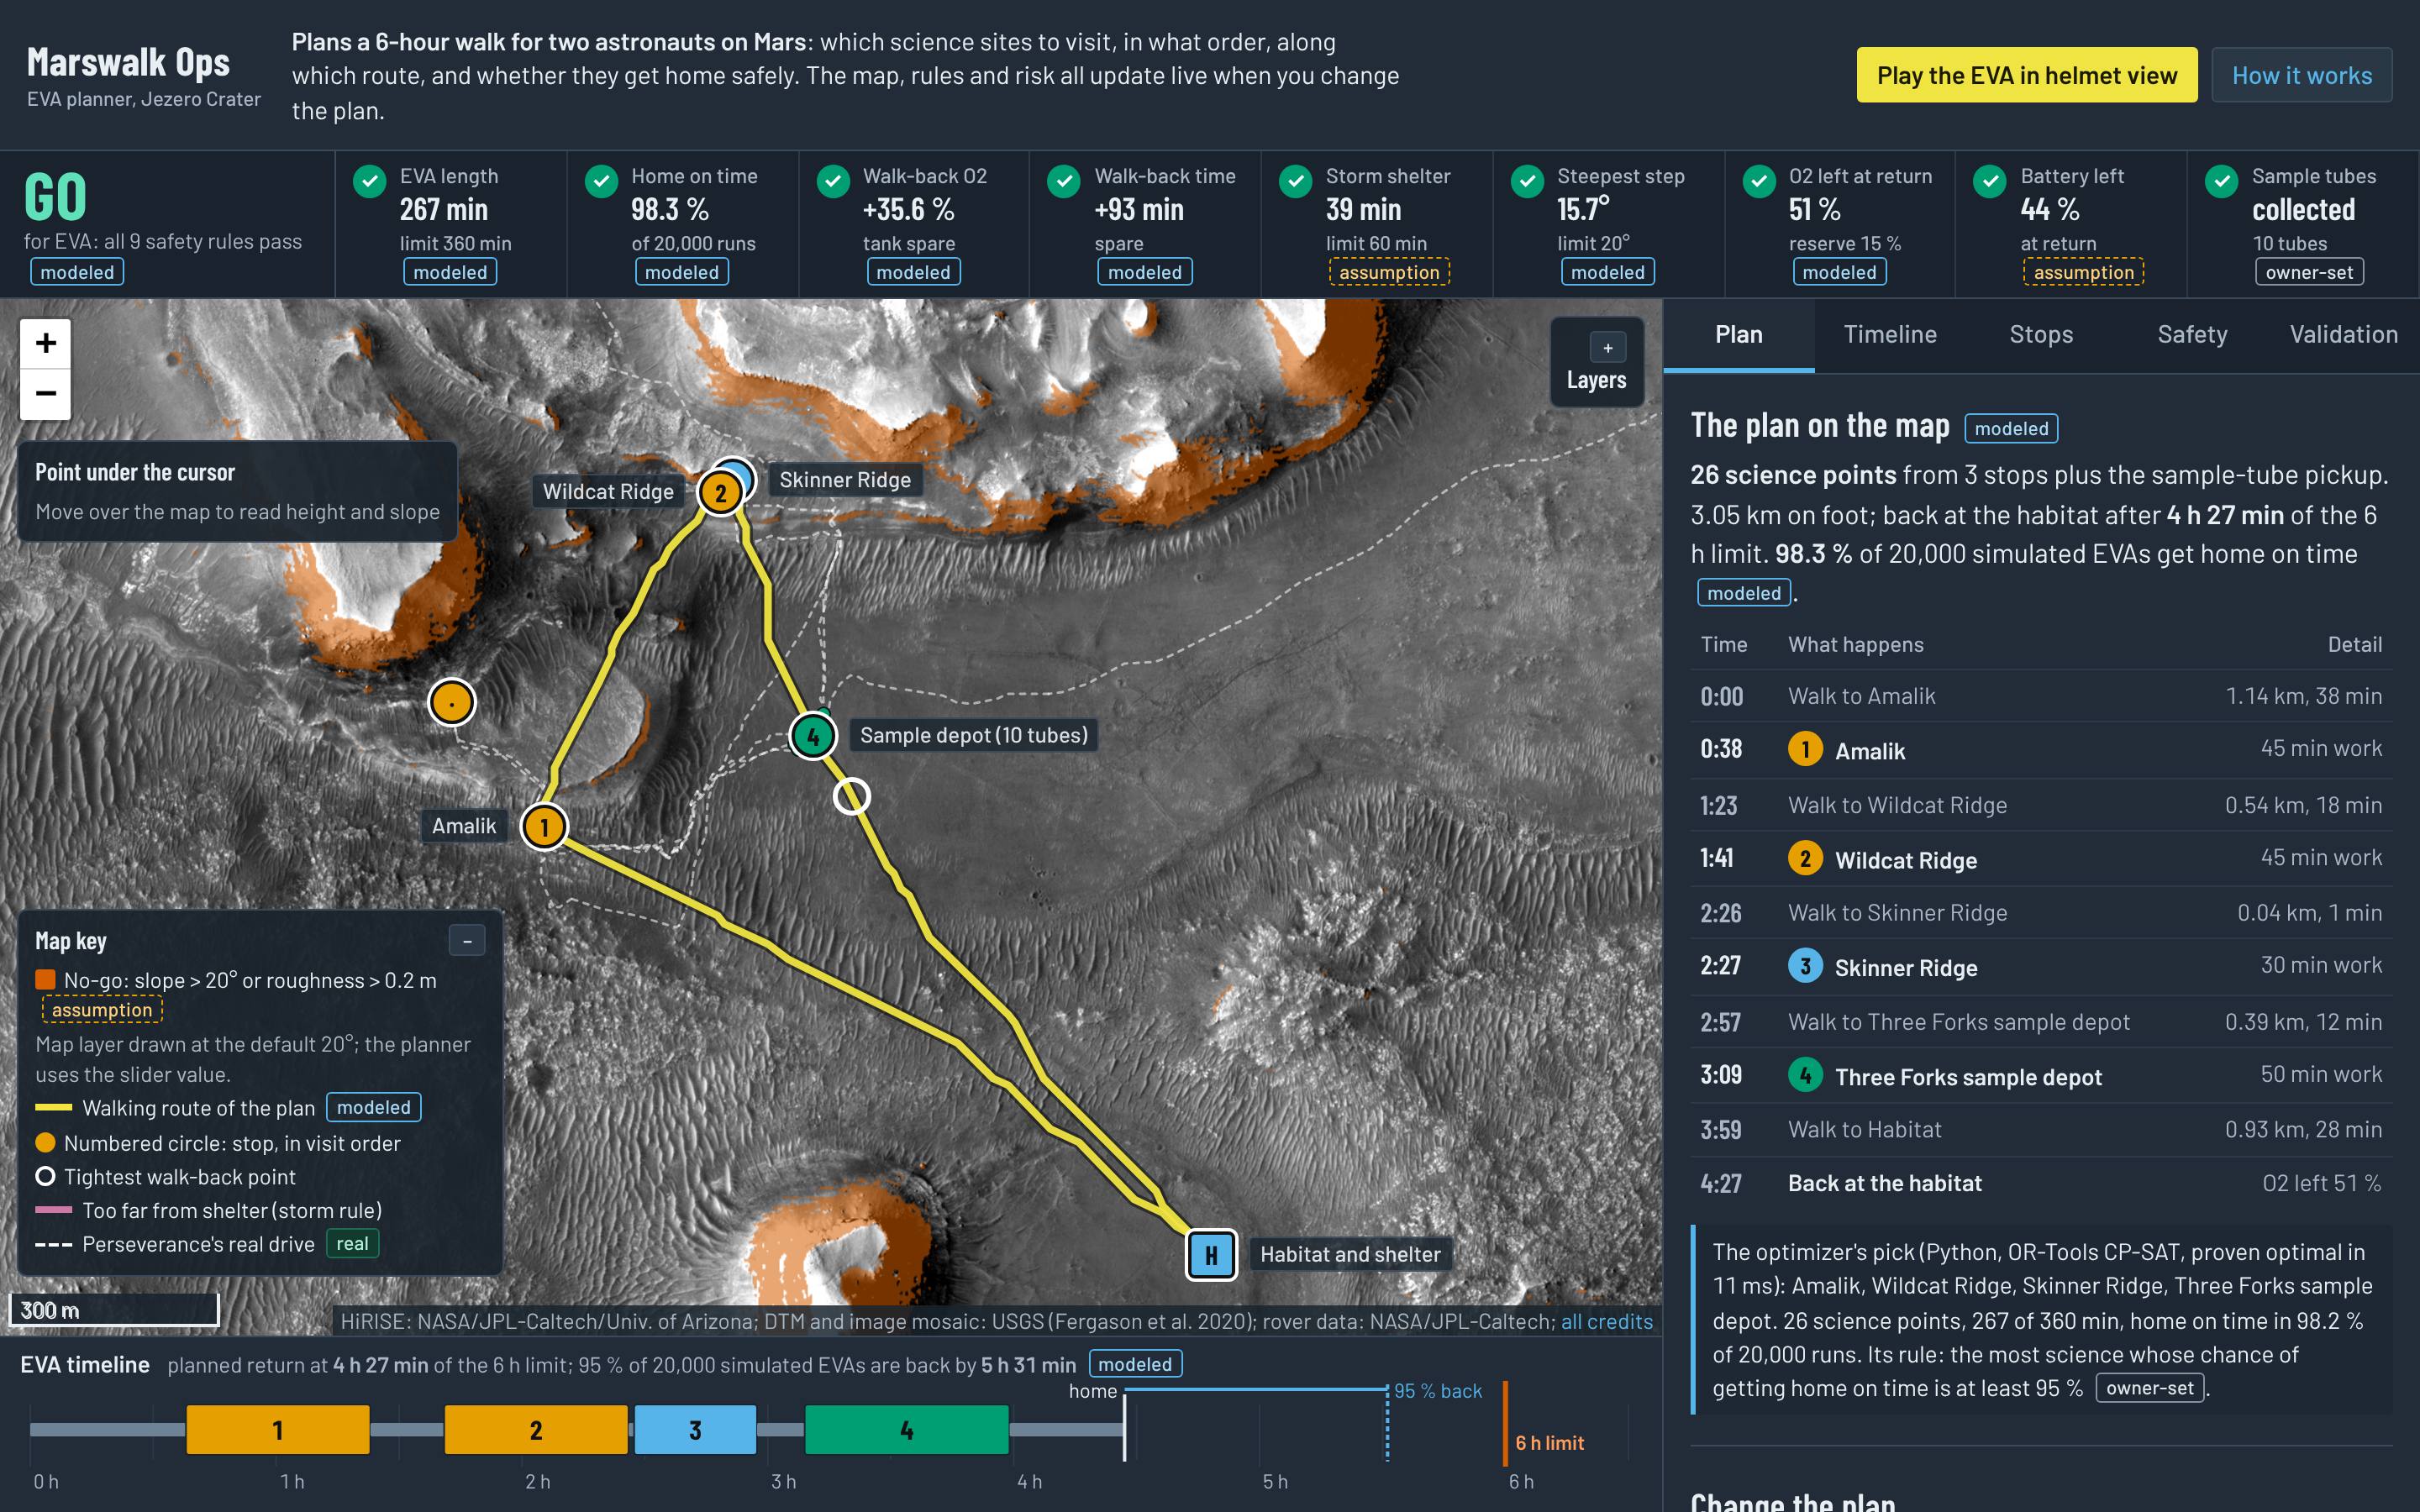 Marswalk Ops
EVA planner, Jezero Crater
Plans a 6-hour walk for two astronauts on Mars: which science sites to visit, in what order, along
which route, and whether they get home safely. The map, rules and risk all update live when you change
the plan.
Play the EVA in helmet view
How it works
GO
for EVA: all 9 safety rules pass
modeled
EVA length
267 min
limit 360 min
modeled
Home on time
98.3 %
of 20,000 runs
modeled
Walk-back O2
+35.6 %
tank spare
modeled
Walk-back time
+93 min
spare
modeled
Storm shelter
39 min
limit 60 min
assumption
Steepest step
15.7°
limit 20°
modeled
O2 left at return
51 %
reserve 15 %
modeled
Battery left
44 %
at return
assumption
Sample tubes
collected
10 tubes
owner-set
+
−
Point under the cursor
Move over the map to read height and slope
+
Layers
Wildcat Ridge
2
Skinner Ridge
4
Sample depot (10 tubes)
Amalik
1
H
Habitat and shelter
Map key
–
No-go: slope > 20° or roughness > 0.2 m
assumption
Map layer drawn at the default 20°; the planner
uses the slider value.
Walking route of the plan modeled
Numbered circle: stop, in visit order
Tightest walk-back point
Too far from shelter (storm rule)
Perseverance's real drive real
300 m
HiRISE: NASA/JPL-Caltech/Univ. of Arizona; DTM and image mosaic: USGS (Fergason et al. 2020); rover data: NASA/JPL-Caltech; all credits
EVA timeline planned return at 4 h 27 min of the 6 h limit; 95 % of 20,000 simulated EVAs are back by 5 h 31 min modeled
home
95 % back
1
2
3
4
6 h limit
0 h
1 h
2 h
3 h
4 h
5 h
6 h
Plan
Timeline
Stops
Safety
Validation
The plan on the map modeled
26 science points from 3 stops plus the sample-tube pickup.
3.05 km on foot; back at the habitat after 4 h 27 min of the 6
h limit. 98.3 % of 20,000 simulated EVAs get home on time
modeled .
Time What happens Detail
0:00 Walk to Amalik 1.14 km, 38 min
0:38 1 Amalik 45 min work
1:23 Walk to Wildcat Ridge 0.54 km, 18 min
1:41 2 Wildcat Ridge 45 min work
2:26 Walk to Skinner Ridge 0.04 km, 1 min
2:27 3 Skinner Ridge 30 min work
2:57 Walk to Three Forks sample depot 0.39 km, 12 min
3:09 4 Three Forks sample depot 50 min work
3:59 Walk to Habitat 0.93 km, 28 min
4:27 Back at the habitat O2 left 51 %
The optimizer's pick (Python, OR-Tools CP-SAT, proven optimal in
11 ms): Amalik, Wildcat Ridge, Skinner Ridge, Three Forks sample
depot. 26 science points, 267 of 360 min, home on time in 98.2 %
of 20,000 runs. Its rule: the most science whose chance of
getting home on time is at least 95 % owner-set .
Change the plan